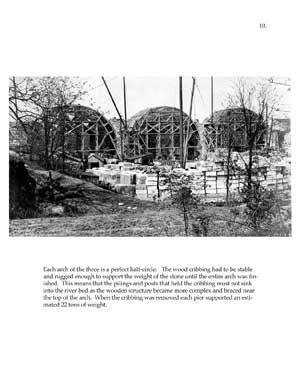 10.
Each arch of the three is a perfect half-circle. The wood cribbing had to be stable
and rugged enough to support the weight of the stone until the entire arch was fin-
ished. This means that the pilings and posts that held the cribbing must not sink
into the river bed as the wooden structure became more complex and braced near
the top of the arch. When the cribbing was removed each pier supported an esti-
mated 22 tons of weight.